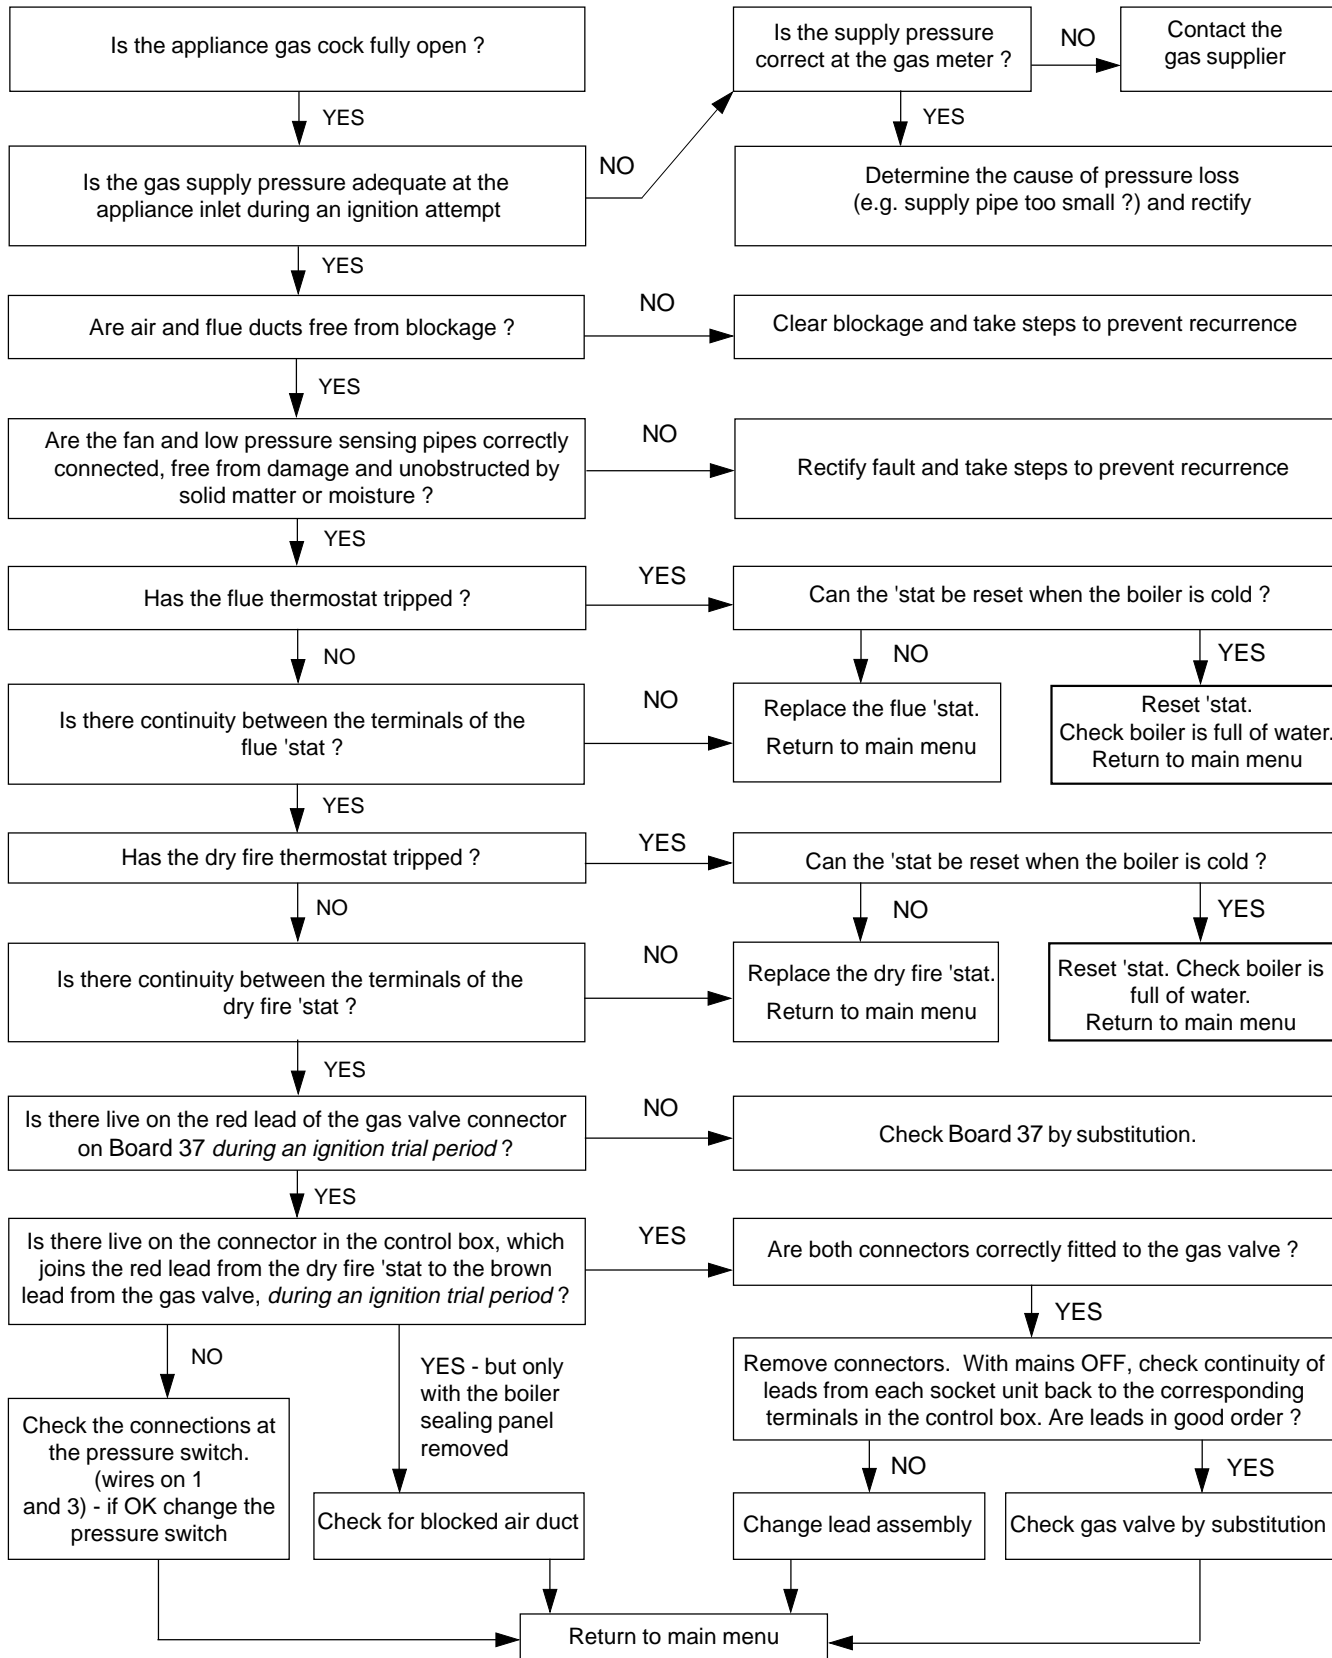 Is the appliance gas cock fully open ?
Is the supply pressure
correct at the gas meter ?
NO
Contact the
gas supplier
YES
YES
Is the gas supply pressure adequate at the
appliance inlet during an ignition attempt
NO
Determine the cause of pressure loss
(e.g. supply pipe too small ?) and rectify
YES
Are air and flue ducts free from blockage ?
NO
Clear blockage and take steps to prevent recurrence
YES
Are the fan and low pressure sensing pipes correctly
connected, free from damage and unobstructed by
solid matter or moisture ?
NO
Rectify fault and take steps to prevent recurrence
YES
Has the flue thermostat tripped ?
YES
Can the 'stat be reset when the boiler is cold ?
NO
NO
YES
Is there continuity between the terminals of the
flue 'stat ?
NO
Replace the flue 'stat.
Return to main menu
Reset 'stat.
Check boiler is full of water.
Return to main menu
YES
Has the dry fire thermostat tripped ?
YES
Can the 'stat be reset when the boiler is cold ?
NO
NO
YES
Is there continuity between the terminals of the
dry fire 'stat ?
NO
Replace the dry fire 'stat.
Return to main menu
Reset 'stat. Check boiler is
full of water.
Return to main menu
YES
Is there live on the red lead of the gas valve connector
on Board 37 during an ignition trial period ?
NO
Check Board 37 by substitution.
YES
Is there live on the connector in the control box, which
joins the red lead from the dry fire 'stat to the brown
lead from the gas valve, during an ignition trial period ?
YES
Are both connectors correctly fitted to the gas valve ?
YES
NO
YES - but only
with the boiler
sealing panel
removed
Remove connectors. With mains OFF, check continuity of
leads from each socket unit back to the corresponding
terminals in the control box. Are leads in good order ?
Check the connections at
the pressure switch.
(wires on 1
and 3) - if OK change the
pressure switch
NO
YES
Check for blocked air duct
Change lead assembly
Check gas valve by substitution
Return to main menu